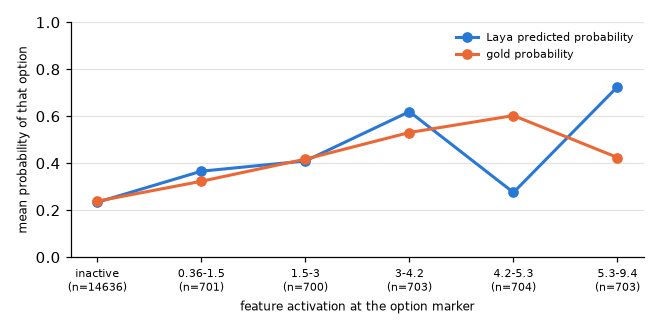 1.0
0.8
0.6
0.4
0.2
0.0
mean probability of that option
Laya predicted probability
gold probability
inactive
(n=14636)
0.36-1.5
(n=701)
1.5-3
(n=700)
3-4.2
(n=703)
4.2-5.3
(n=704)
5.3-9.4
(n=703)
feature activation at the option marker